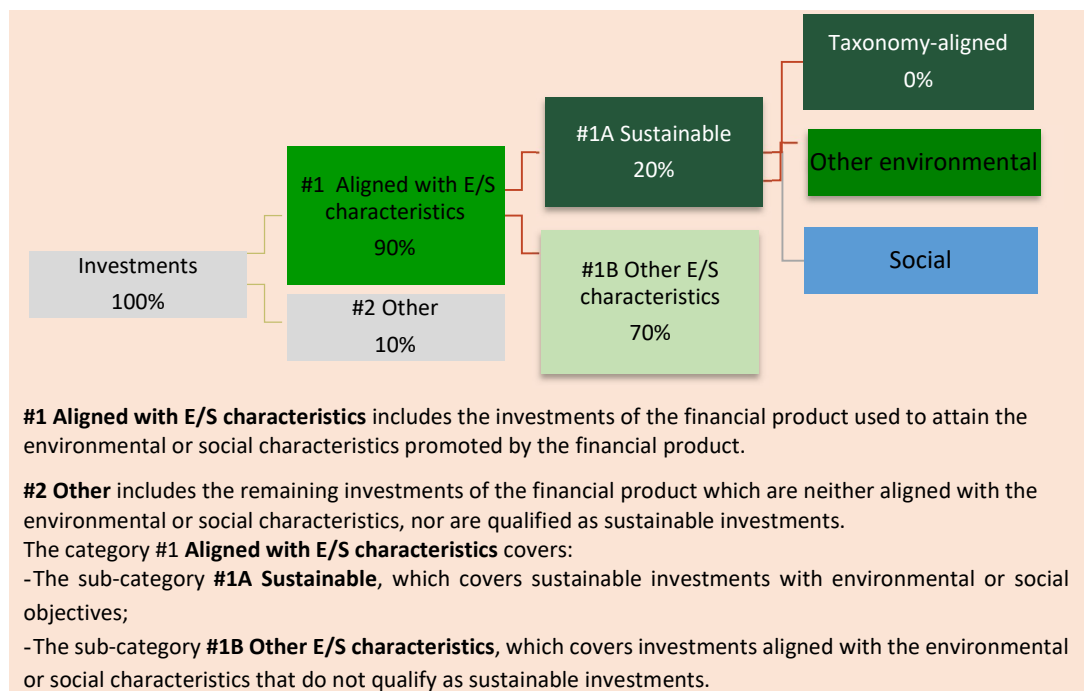 Taxonomy-aligned
0%
#1A Sustainable
20%
Other environmental
#1 Aligned with E/S
characteristics
90%
Investments
100%
#1B Other E/S
characteristics
70%
Social
#2 Other
10%
#1 Aligned with E/S characteristics includes the investments of the financial product used to attain the
environmental or social characteristics promoted by the financial product.
#2 Other includes the remaining investments of the financial product which are neither aligned with the
environmental or social characteristics, nor are qualified as sustainable investments.
The category #1 Aligned with E/S characteristics covers:
-The sub-category #1A Sustainable, which covers sustainable investments with environmental or social
objectives;
-The sub-category #1B Other E/S characteristics, which covers investments aligned with the environmental
or social characteristics that do not qualify as sustainable investments.